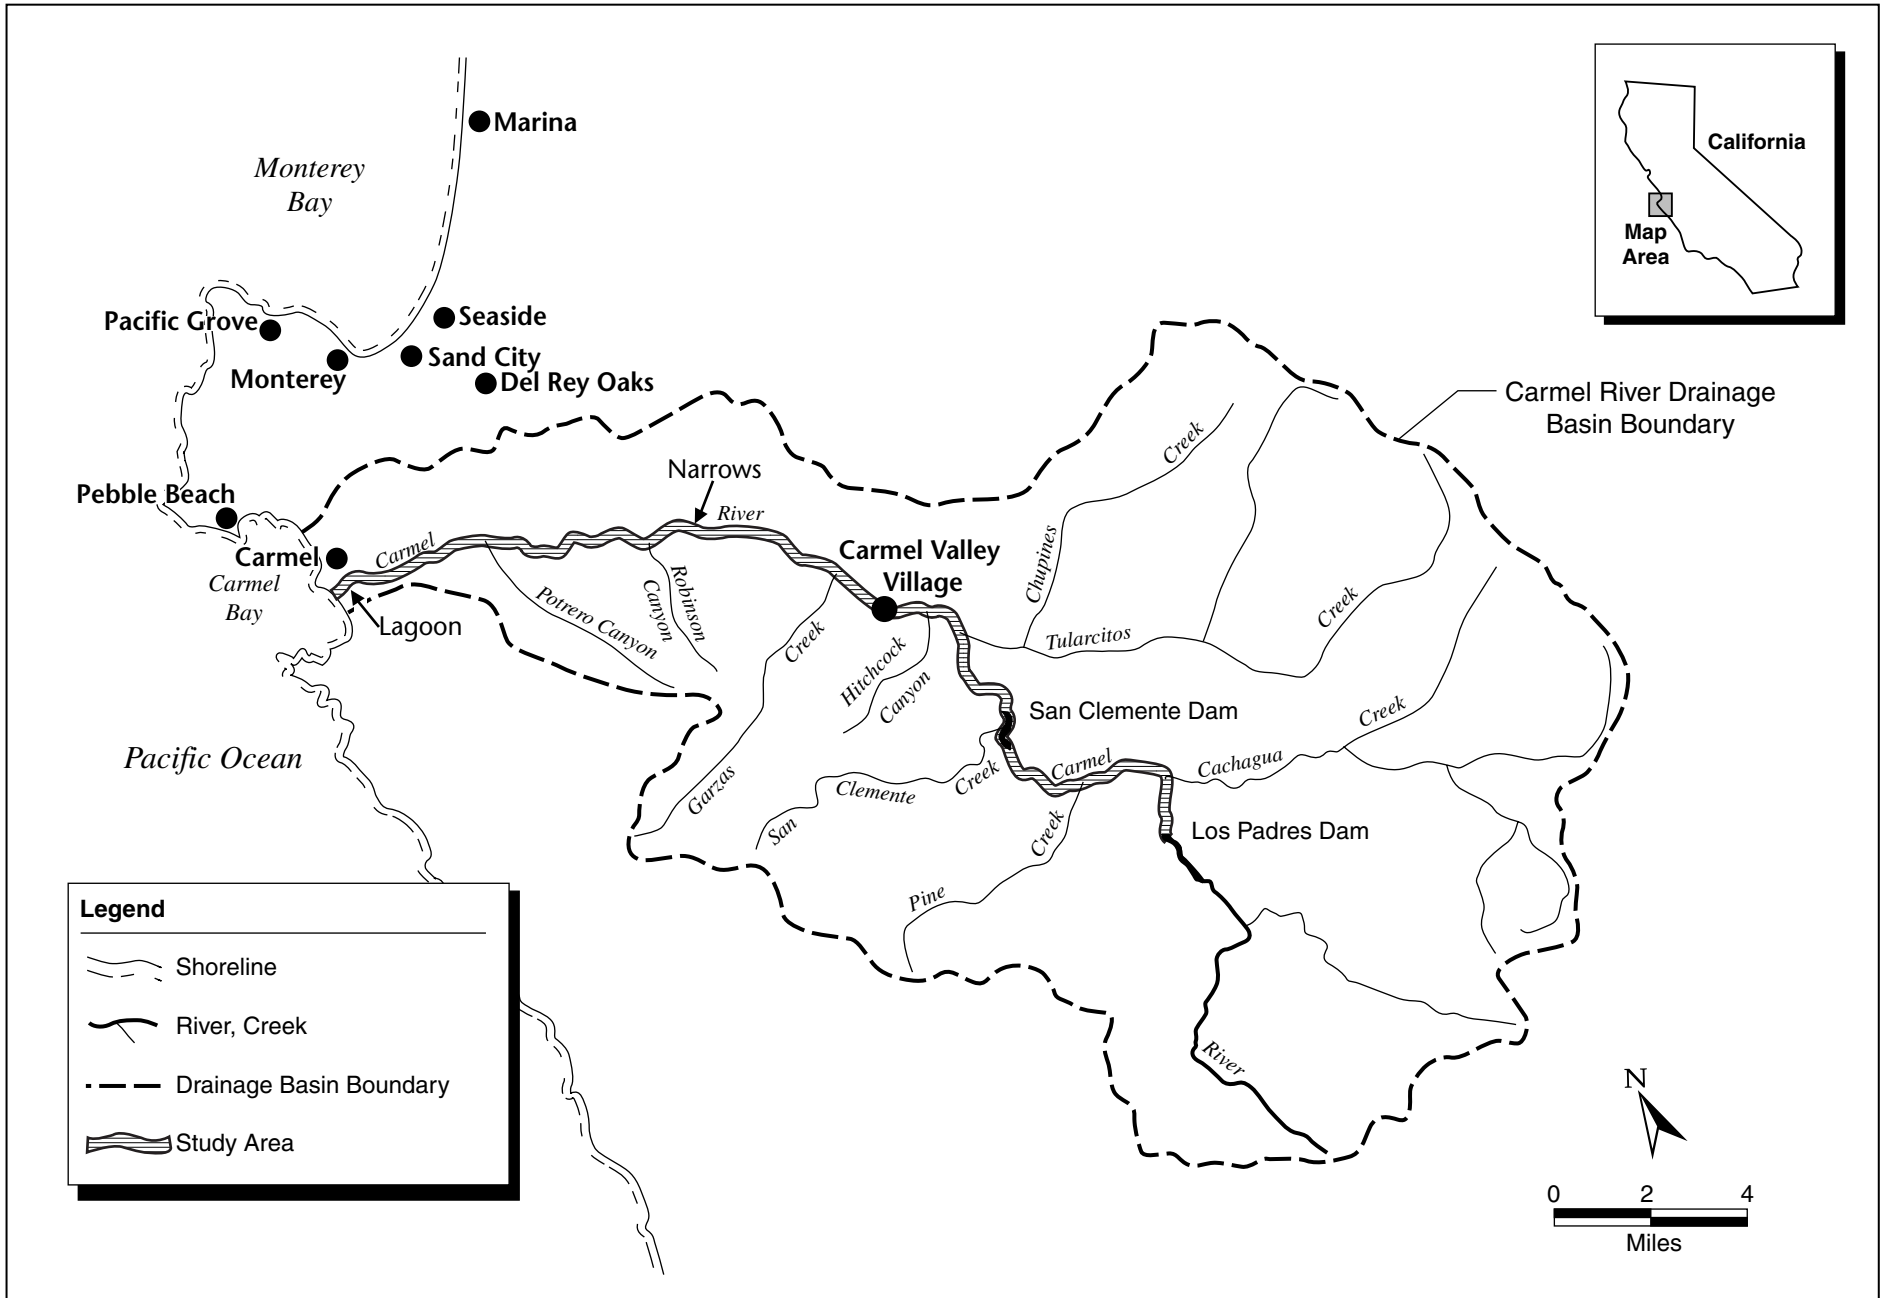 Marina
Monterey
Bay
California
Map
Area
Pacific Grove
Seaside
Sand City
Monterey
Del Rey Oaks
Carmel River Drainage
Basin Boundary
Creek
Chupines
Narrows
River
Pebble Beach
Carmel
Carmel
Carmel
Bay
Lagoon
Carmel Valley
Village
Potrero Canyon
Robinson
Canyon
Creek
Garzas
Hitchcock
Canyon
Tularcitos
Creek
San Clemente Dam
Creek
Cachagua
Carmel
San
Clemente
Creek
Pacific Ocean
Los Padres Dam
Creek
Pine
River
Legend
Shoreline
River, Creek
Drainage Basin Boundary
Study Area
N
0 2 4
Miles